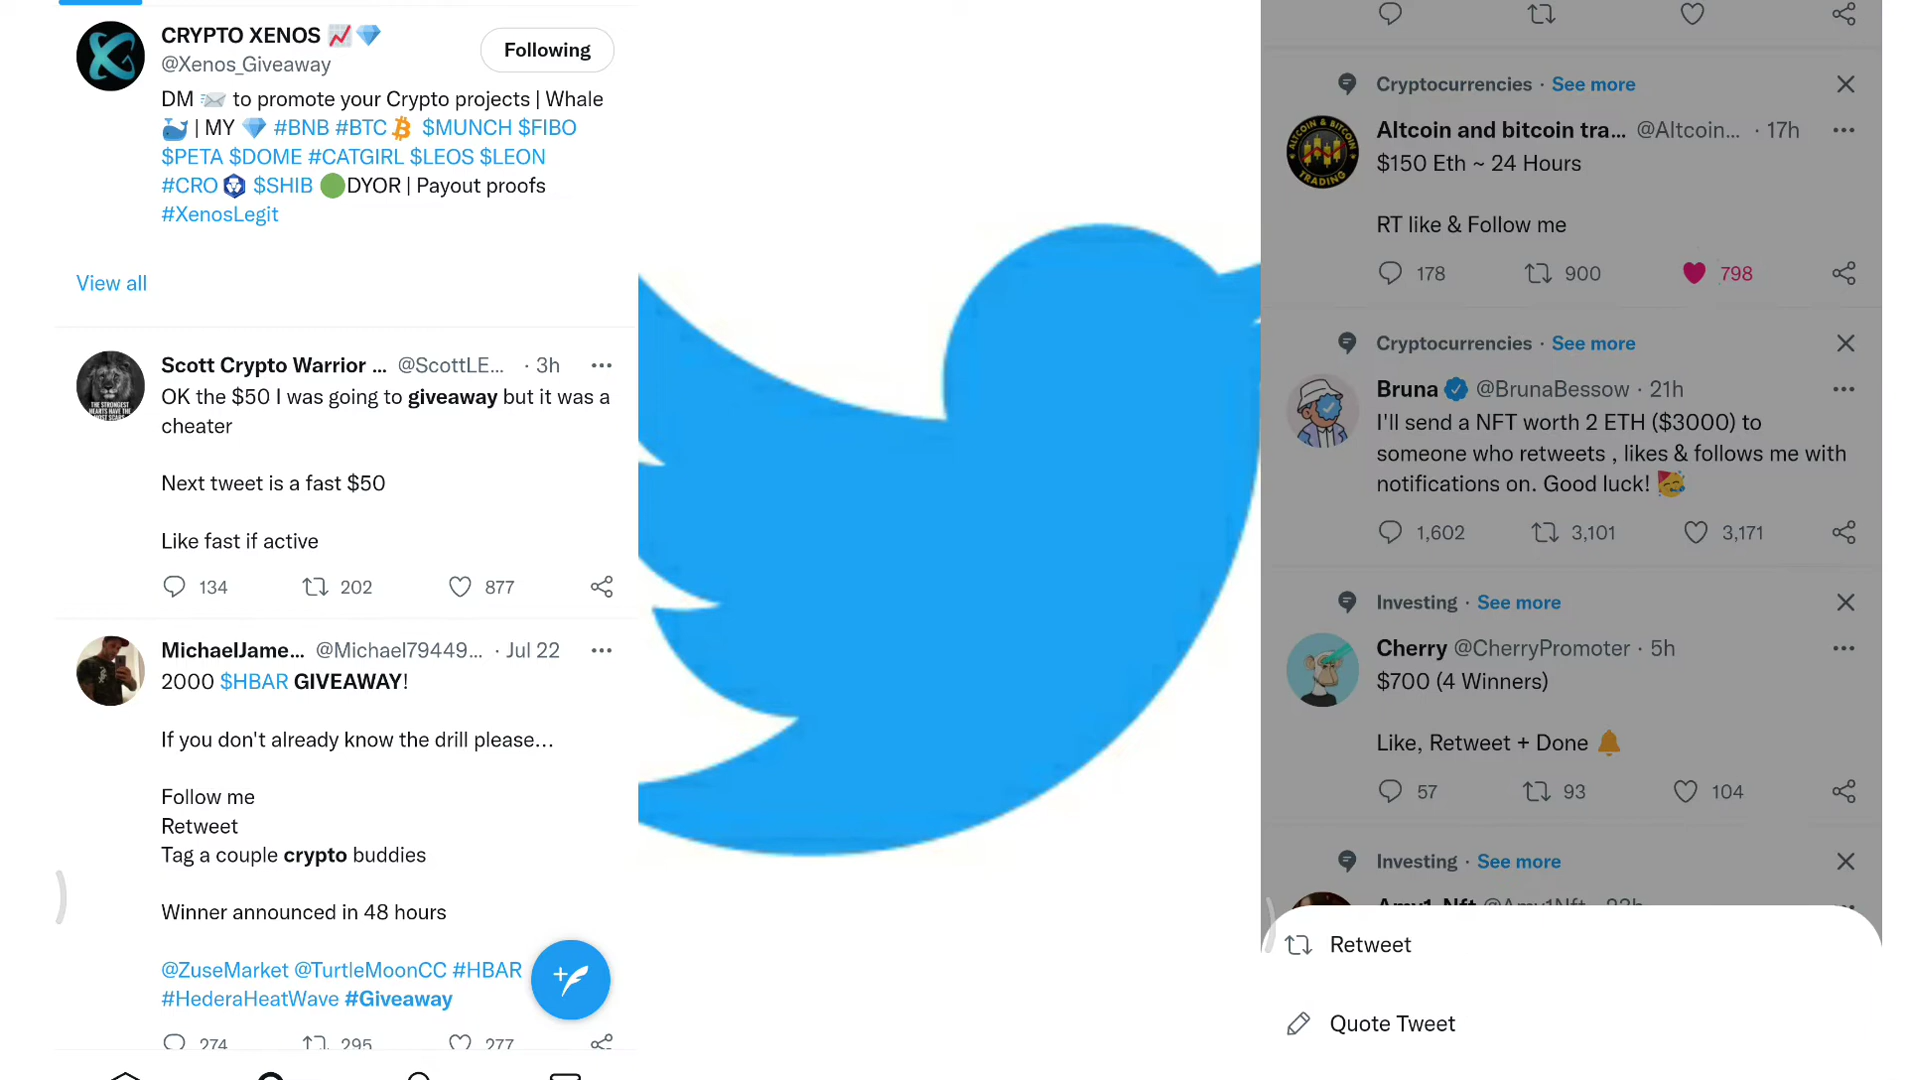 CRYPTO XENOS 📈💎
@Xenos_Giveaway
Following
DM 📨 to promote your Crypto projects | Whale
🐳 | MY 💎 #BNB #BTC $MUNCH $FIBO
$PETA $DOME #CATGIRL $LEOS $LEON
#CRO $SHIB 🟢DYOR | Payout proofs
#XenosLegit
View all
Scott Crypto Warrior ... @ScottLE... · 3h
OK the $50 I was going to giveaway but it was a
cheater
Next tweet is a fast $50
Like fast if active
134 202 877
MichaelJame... @Michael79449... · Jul 22
2000 $HBAR GIVEAWAY!
If you don't already know the drill please...
Follow me
Retweet
Tag a couple crypto buddies
Winner announced in 48 hours
@ZuseMarket @TurtleMoonCC #HBAR
#HederaHeatWave #Giveaway
274 295 277
Cryptocurrencies · See more
Altcoin and bitcoin tra... @Altcoin... · 17h
ALTCOIN & BITCOIN
TRADING
$150 Eth ~ 24 Hours
RT like & Follow me
178 900 798
Cryptocurrencies · See more
Bruna @BrunaBessow · 21h
I'll send a NFT worth 2 ETH ($3000) to
someone who retweets , likes & follows me with
notifications on. Good luck! 🥳
1,602 3,101 3,171
Investing · See more
Cherry @CherryPromoter · 5h
$700 (4 Winners)
Like, Retweet + Done 🔔
57 93 104
Investing · See more
Retweet
Quote Tweet